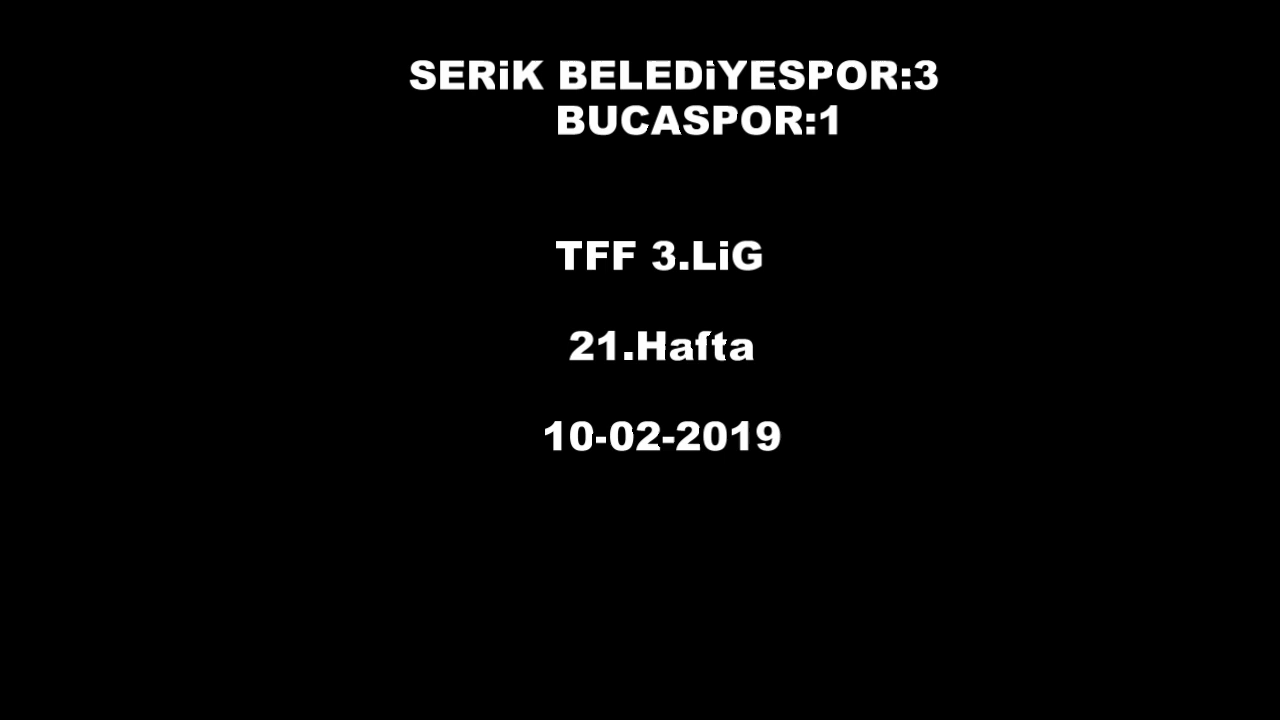 SERiK BELEDiYESPOR:3
BUCASPOR:1
TFF 3.LiG
21.Hafta
10-02-2019